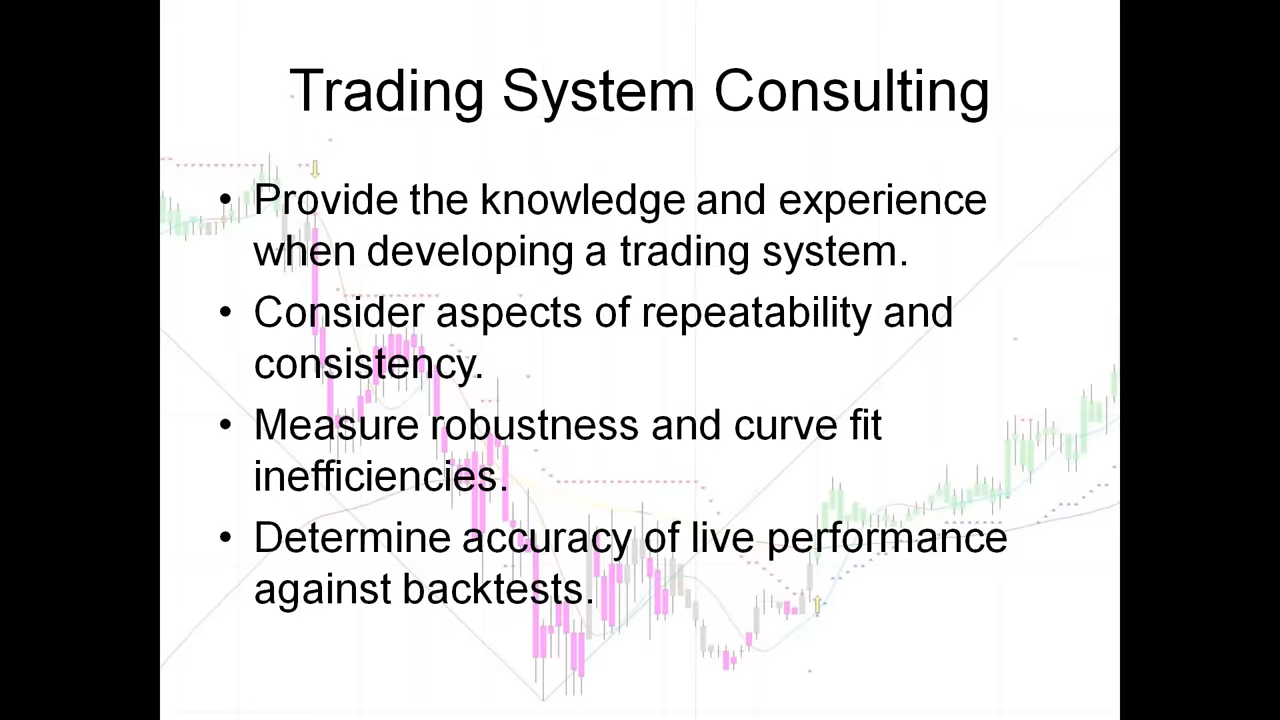 Trading System Consulting
• Provide the knowledge and experience
when developing a trading system.
• Consider aspects of repeatability and
consistency.
• Measure robustness and curve fit
inefficiencies.
• Determine accuracy of live performance
against backtests.